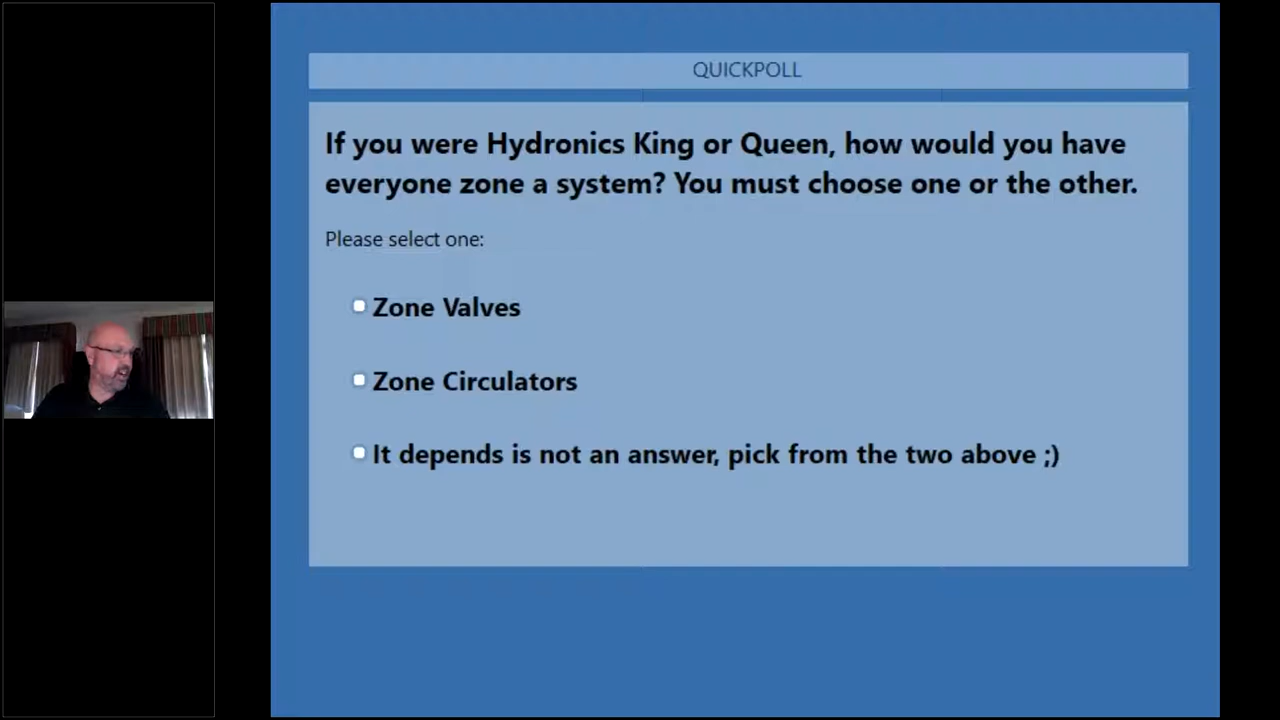 QUICKPOLL
If you were Hydronics King or Queen, how would you have
everyone zone a system? You must choose one or the other.
Please select one:
Zone Valves
Zone Circulators
It depends is not an answer, pick from the two above ;)